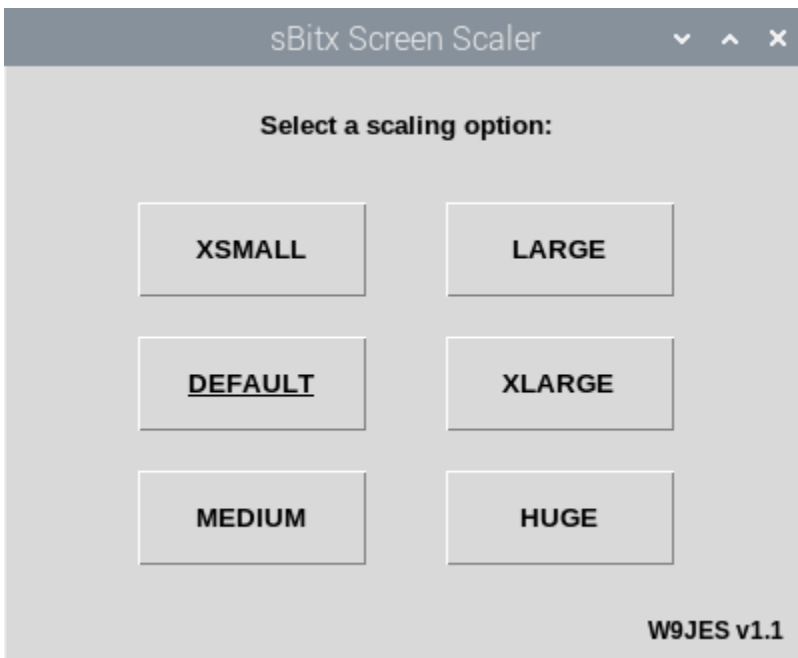 sBitx Screen Scaler
Select a scaling option:
XSMALL
LARGE
DEFAULT
XLARGE
MEDIUM
HUGE
W9JES v1.1